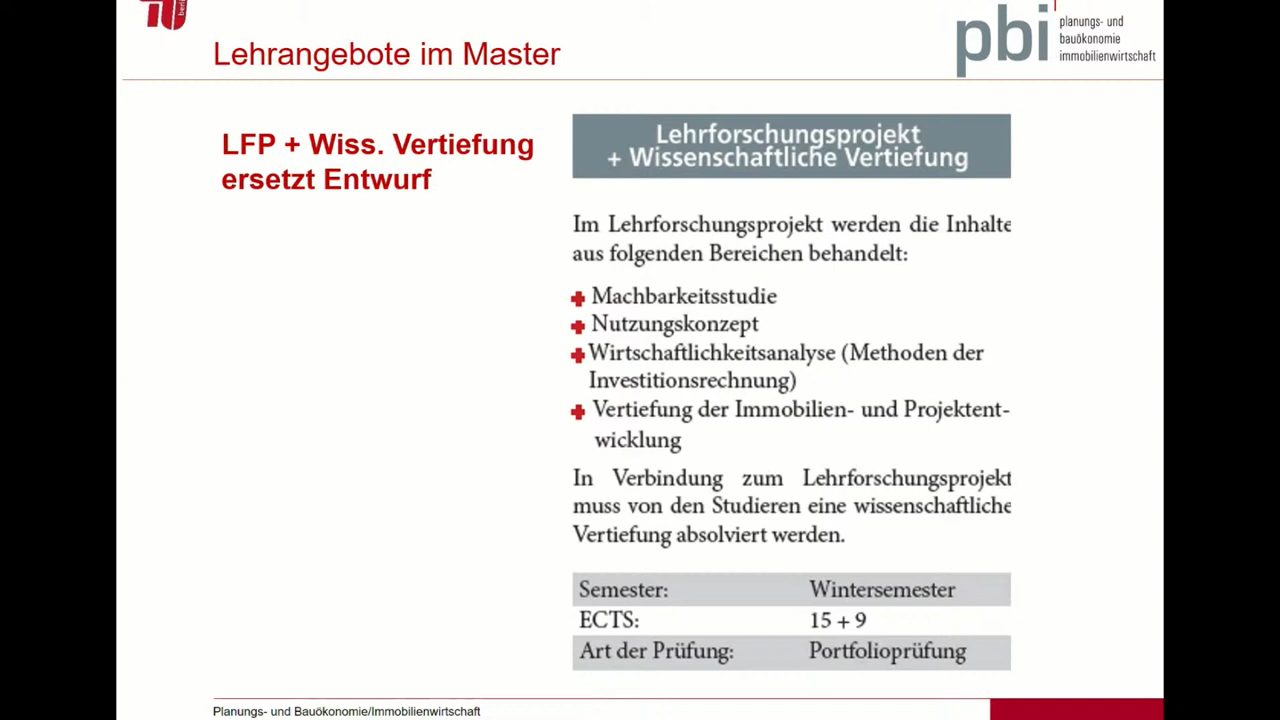 berlin
Lehrangebote im Master
pbi
planungs- und
bauökonomie
immobilienwirtschaft
LFP + Wiss. Vertiefung
ersetzt Entwurf
Lehrforschungsprojekt
+ Wissenschaftliche Vertiefung
Im Lehrforschungsprojekt werden die Inhalte
aus folgenden Bereichen behandelt:
Machbarkeitsstudie
Nutzungskonzept
Wirtschaftlichkeitsanalyse (Methoden der
Investitionsrechnung)
Vertiefung der Immobilien- und Projektent-
wicklung
In Verbindung zum Lehrforschungsprojekt
muss von den Studieren eine wissenschaftliche
Vertiefung absolviert werden.
Semester: Wintersemester
ECTS: 15 + 9
Art der Prüfung: Portfolioprüfung
Planungs- und Bauökonomie/Immobilienwirtschaft